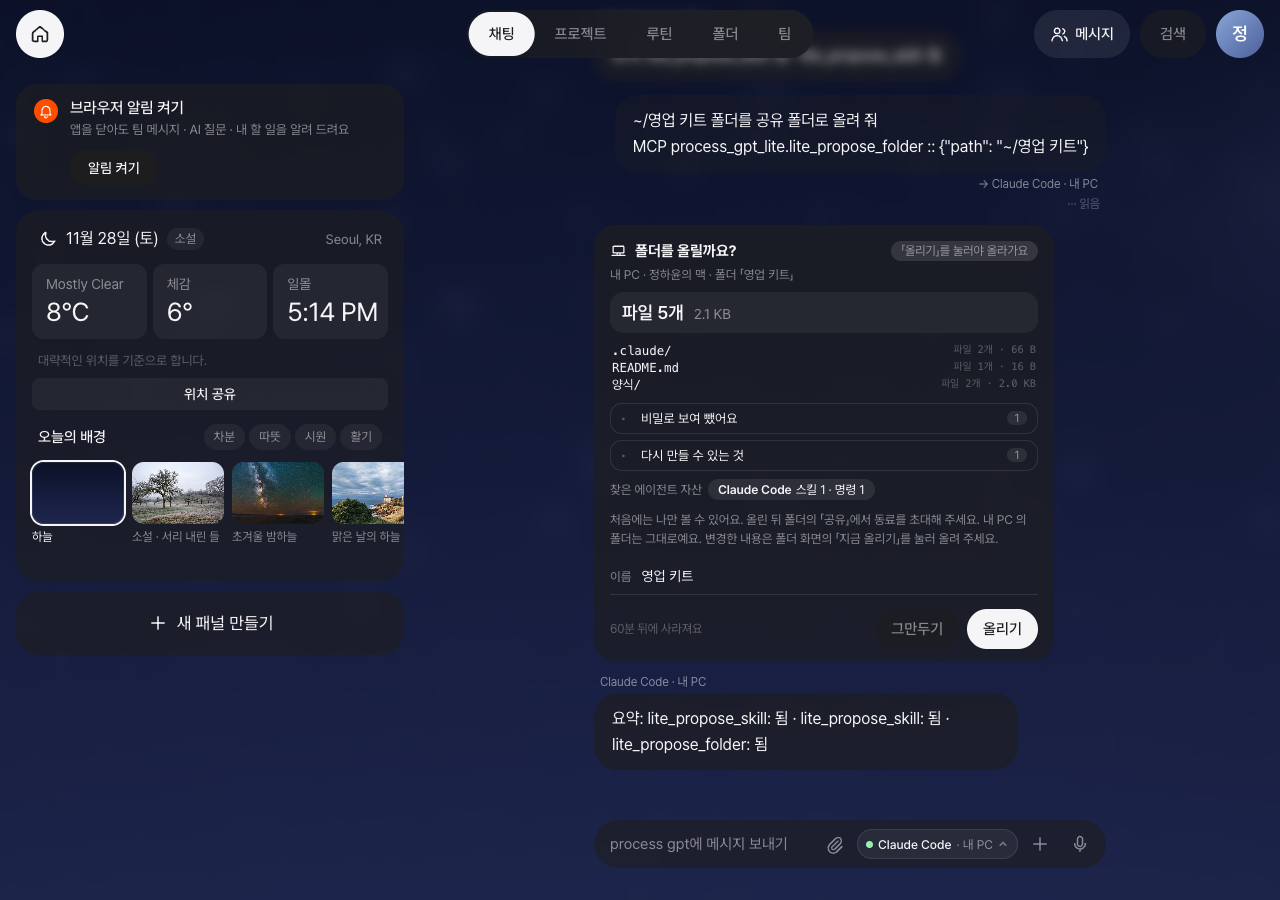 채팅
프로젝트
루틴
폴더
팀
메시지
검색
정
브라우저 알림 켜기
앱을 닫아도 팀 메시지 · AI 질문 · 내 할 일을 알려 드려요
알림 켜기
11월 28일 (토) 소설
Seoul, KR
Mostly Clear
8°C
체감
6°
일몰
5:14 PM
대략적인 위치를 기준으로 합니다.
위치 공유
오늘의 배경
차분
따뜻
시원
활기
하늘
소설 · 서리 내린 들
초겨울 밤하늘
맑은 날의 하늘
새 패널 만들기
~/영업 키트 폴더를 공유 폴더로 올려 줘
MCP process_gpt_lite.lite_propose_folder :: {"path": "~/영업 키트"}
→ Claude Code · 내 PC
··· 읽음
폴더를 올릴까요?
「올리기」를 눌러야 올라가요
내 PC · 정하윤의 맥 · 폴더 「영업 키트」
파일 5개 2.1 KB
.claude/ 파일 2개 · 66 B
README.md 파일 1개 · 16 B
양식/ 파일 2개 · 2.0 KB
· 비밀로 보여 뺐어요 1
· 다시 만들 수 있는 것 1
찾은 에이전트 자산 Claude Code 스킬 1 · 명령 1
처음에는 나만 볼 수 있어요. 올린 뒤 폴더의 「공유」에서 동료를 초대해 주세요. 내 PC 의
폴더는 그대로예요. 변경한 내용은 폴더 화면의 「지금 올리기」를 눌러 올려 주세요.
이름 영업 키트
60분 뒤에 사라져요
그만두기
올리기
Claude Code · 내 PC
요약: lite_propose_skill: 됨 · lite_propose_skill: 됨 ·
lite_propose_folder: 됨
process gpt에 메시지 보내기
Claude Code · 내 PC